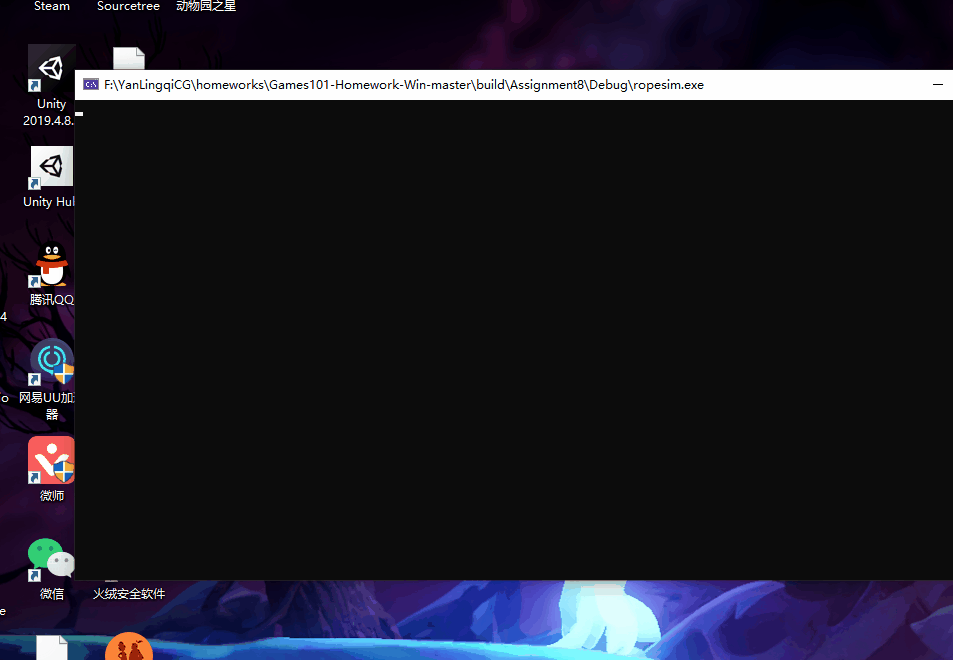 Steam
Sourcetree
动物园之星
F:\YanLingqiCG\homeworks\Games101-Homework-Win-master\build\Assignment8\Debug\ropesim.exe
Unity
2019.4.8.
Unity Hu
腾讯QQ
4
o
网易UU加
器
微师
微信
火绒安全软件
e